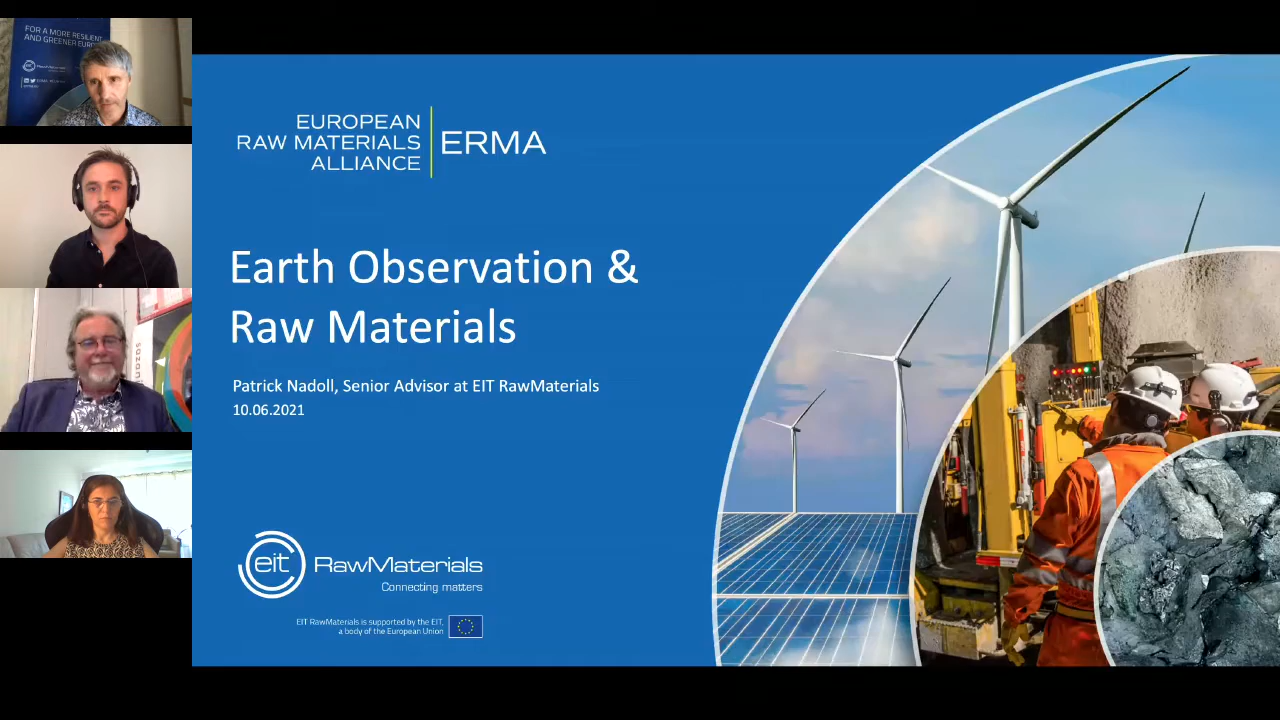 FOR A MORE RESILIENT
AND GREENER EUROPE
eit RawMaterials
EUROPEAN
RAW MATERIALS
ALLIANCE
ERMA
Earth Observation &
Raw Materials
Patrick Nadoll, Senior Advisor at EIT RawMaterials
10.06.2021
eit RawMaterials
Connecting matters
EIT RawMaterials is supported by the EIT,
a body of the European Union